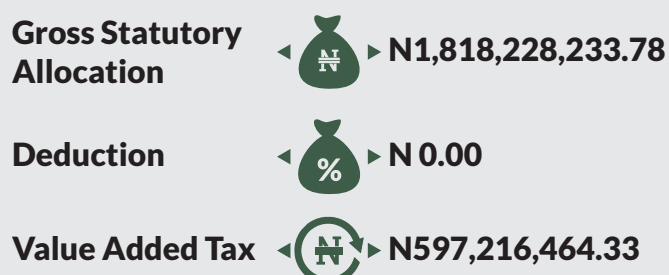 Gross Statutory
Allocation
₦
N1,818,228,233.78
Deduction
%
N 0.00
Value Added Tax
₦
N597,216,464.33